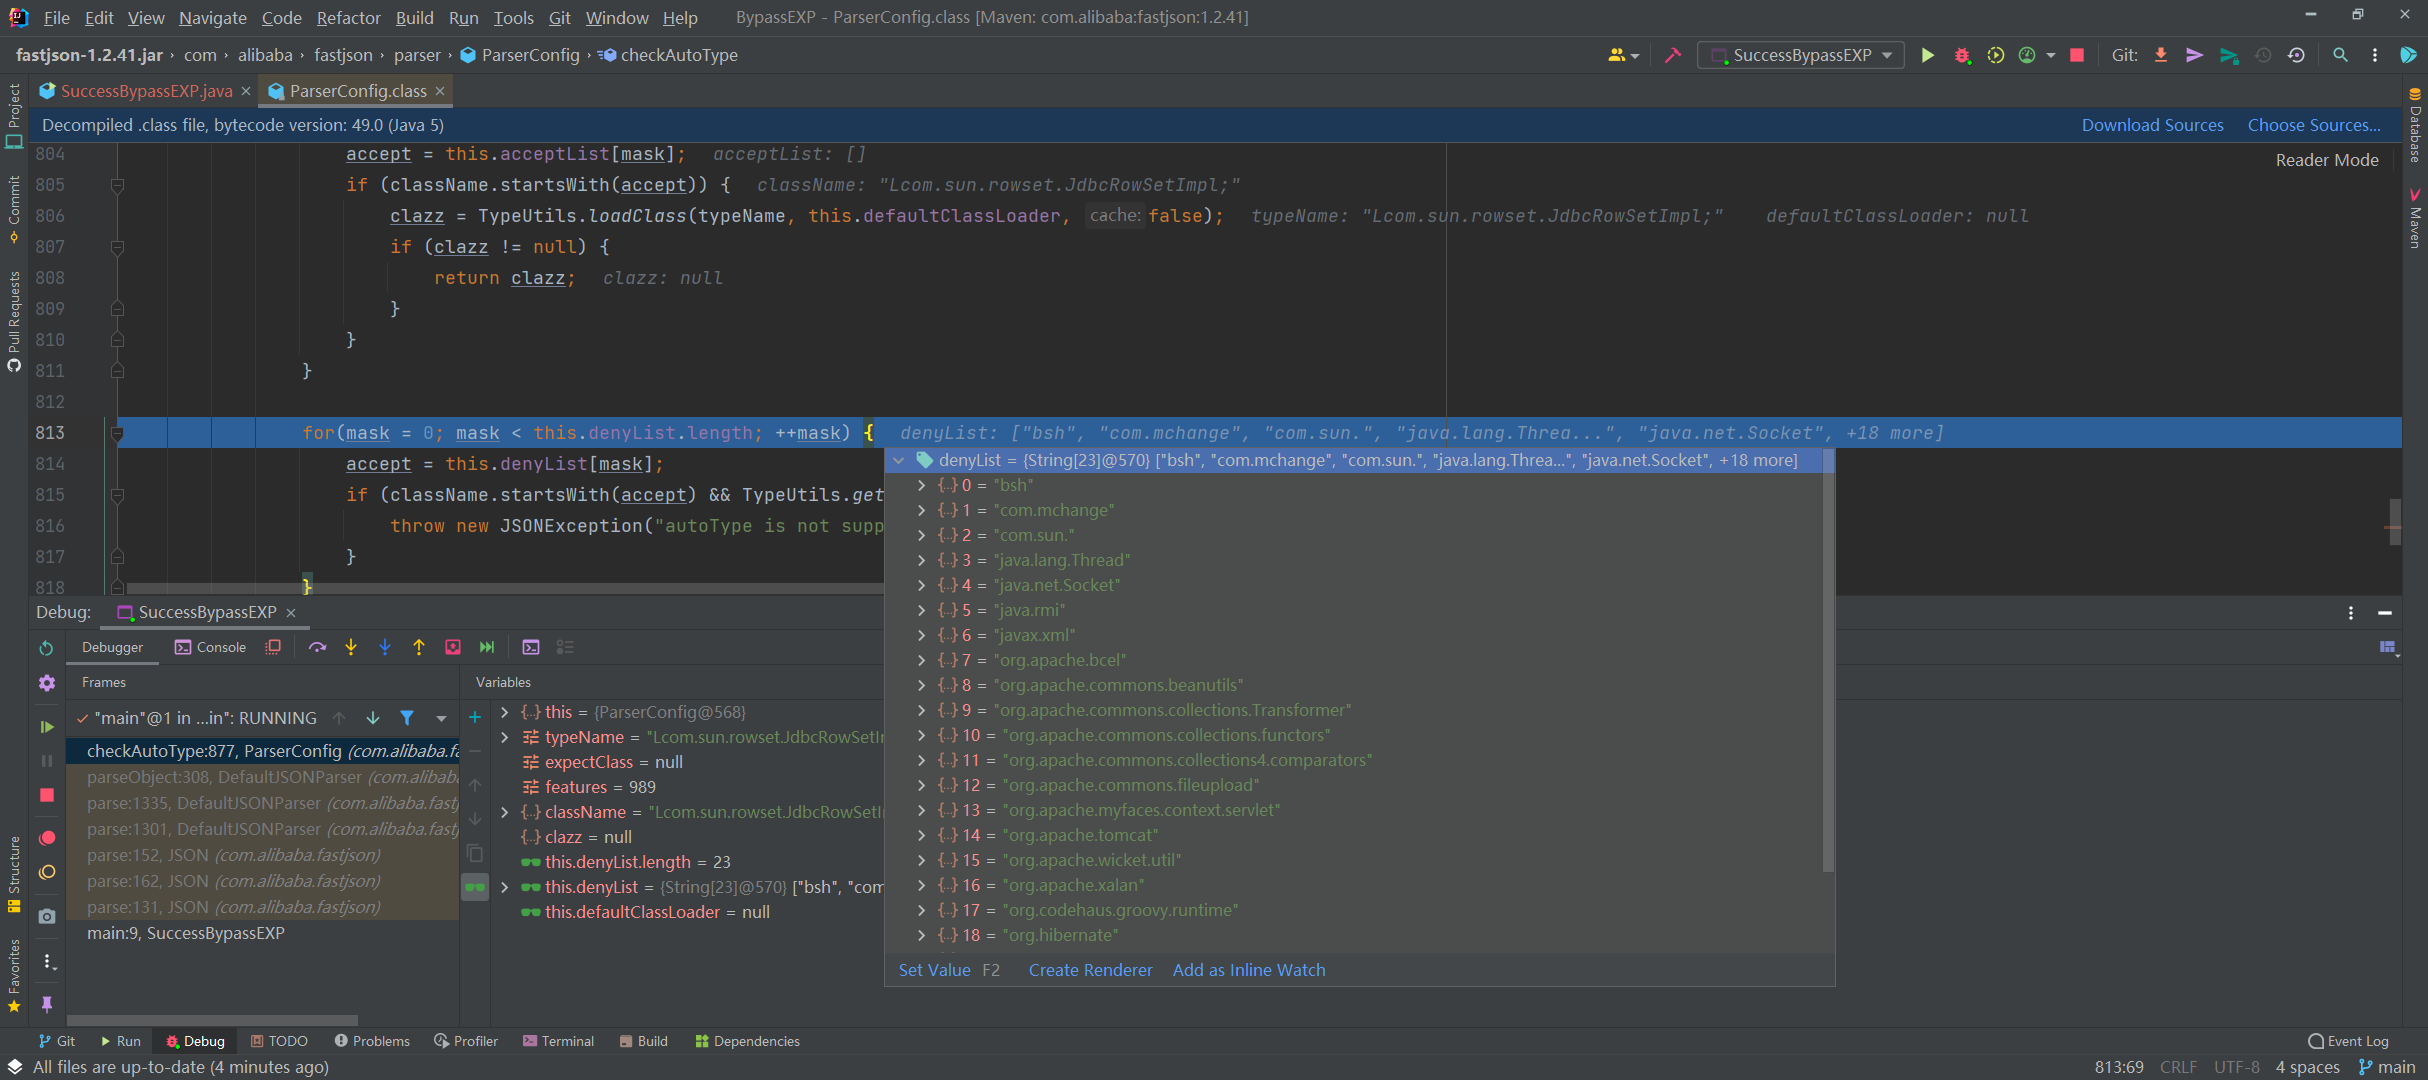 File Edit View Navigate Code Refactor Build Run Tools Git Window Help BypassEXP - ParserConfig.class [Maven: com.alibaba:fastjson:1.2.41]
fastjson-1.2.41.jar › com › alibaba › fastjson › parser › ParserConfig › checkAutoType SuccessBypassEXP Git:
SuccessBypassEXP.java ParserConfig.class
Decompiled .class file, bytecode version: 49.0 (Java 5) Download Sources Choose Sources...
Reader Mode
804 accept = this.acceptList[mask]; acceptList: []
805 if (className.startsWith(accept)) { className: "Lcom.sun.rowset.JdbcRowSetImpl;"
806 clazz = TypeUtils.loadClass(typeName, this.defaultClassLoader, cache: false); typeName: "Lcom.sun.rowset.JdbcRowSetImpl;" defaultClassLoader: null
807 if (clazz != null) {
808 return clazz; clazz: null
809 }
810 }
811 }
812
813 for(mask = 0; mask < this.denyList.length; ++mask) { denyList: ["bsh", "com.mchange", "com.sun.", "java.lang.Threa...", "java.net.Socket", +18 more]
814 accept = this.denyList[mask];
815 if (className.startsWith(accept) && TypeUtils.get
816 throw new JSONException("autoType is not supp
817 }
818 }
denyList = {String[23]@570} ["bsh", "com.mchange", "com.sun.", "java.lang.Threa...", "java.net.Socket", +18 more]
0 = "bsh"
1 = "com.mchange"
2 = "com.sun."
3 = "java.lang.Thread"
4 = "java.net.Socket"
5 = "java.rmi"
6 = "javax.xml"
7 = "org.apache.bcel"
8 = "org.apache.commons.beanutils"
9 = "org.apache.commons.collections.Transformer"
10 = "org.apache.commons.collections.functors"
11 = "org.apache.commons.collections4.comparators"
12 = "org.apache.commons.fileupload"
13 = "org.apache.myfaces.context.servlet"
14 = "org.apache.tomcat"
15 = "org.apache.wicket.util"
16 = "org.apache.xalan"
17 = "org.codehaus.groovy.runtime"
18 = "org.hibernate"
Set Value F2 Create Renderer Add as Inline Watch
Debug: SuccessBypassEXP
Debugger Console
Frames
"main"@1 in ...in": RUNNING
checkAutoType:877, ParserConfig (com.alibaba.fa
parseObject:308, DefaultJSONParser (com.alibab
parse:1335, DefaultJSONParser (com.alibaba.fastj
parse:1301, DefaultJSONParser (com.alibaba.fastj
parse:152, JSON (com.alibaba.fastjson)
parse:162, JSON (com.alibaba.fastjson)
parse:131, JSON (com.alibaba.fastjson)
main:9, SuccessBypassEXP
Variables
this = {ParserConfig@568}
typeName = "Lcom.sun.rowset.JdbcRowSetIm
expectClass = null
features = 989
className = "Lcom.sun.rowset.JdbcRowSetIm
clazz = null
this.denyList.length = 23
this.denyList = {String[23]@570} ["bsh", "com
this.defaultClassLoader = null
Project
Commit
Pull Requests
Structure
Favorites
Database
Maven
Git Run Debug TODO Problems Profiler Terminal Build Dependencies Event Log
All files are up-to-date (4 minutes ago) 813:69 CRLF UTF-8 4 spaces main